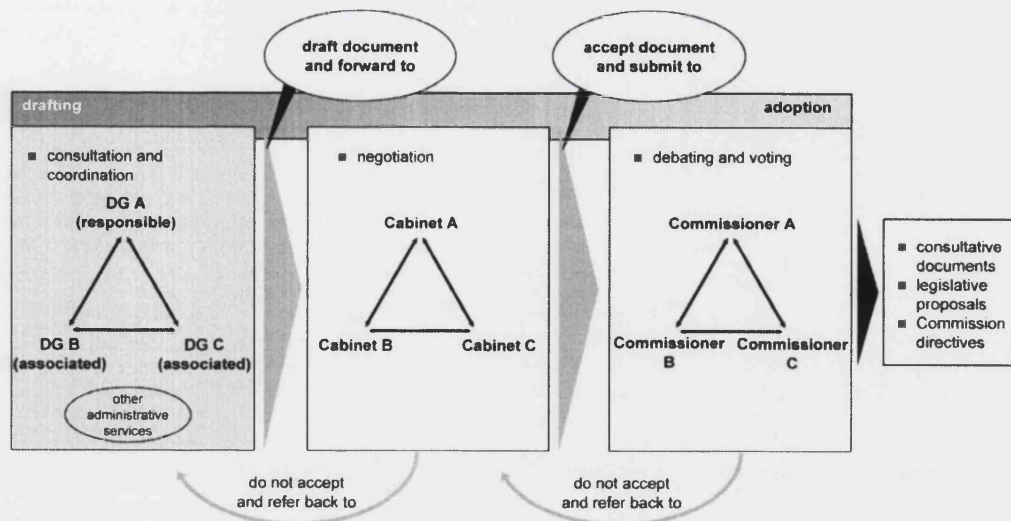 draft document
and forward to
accept document
and submit to
drafting
adoption
consultation and
coordination
DG A
(responsible)
DG B
(associated)
DG C
(associated)
other
administrative
services
negotiation
Cabinet A
Cabinet B
Cabinet C
debating and voting
Commissioner A
Commissioner
B
Commissioner
C
consultative
documents
legislative
proposals
Commission
directives
do not accept
and refer back to
do not accept
and refer back to